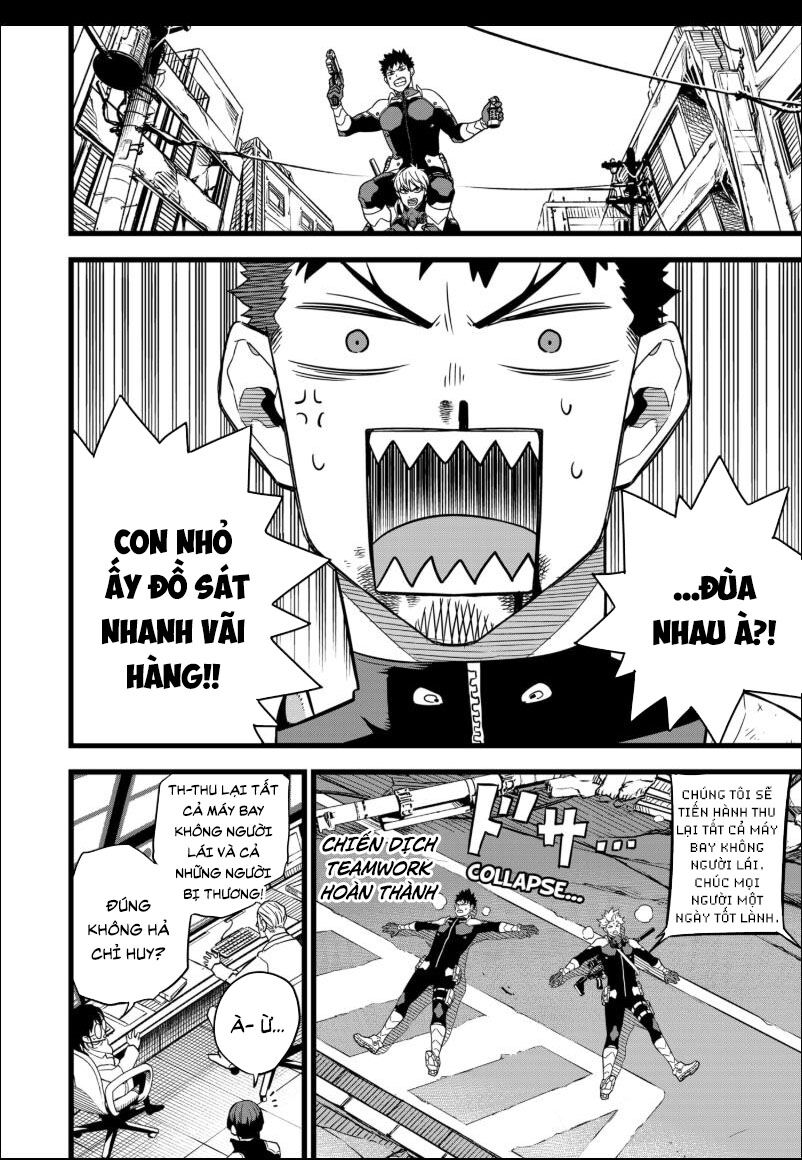 ...ĐÙA
NHAU À?!
CON NHỎ
ẤY ĐỒ SÁT
NHANH VÃI
HÀNG!!
CHÚNG TÔI SẼ
TIẾN HÀNH THU
LẠI TẤT CẢ MÁY
BAY KHÔNG
NGƯỜI LÁI.
CHÚC MỌI
NGƯỜI MỘT
NGÀY TỐT LÀNH.
ドサ...
COLLAPSE...
CHIẾN DỊCH
TEAMWORK
HOÀN THÀNH
TH-THU LẠI TẤT
CẢ MÁY BAY
KHÔNG NGƯỜI
LÁI VÀ CẢ
NHỮNG NGƯỜI
BỊ THƯƠNG!
ĐÚNG
KHÔNG HẢ
CHỈ HUY?
À- Ừ...